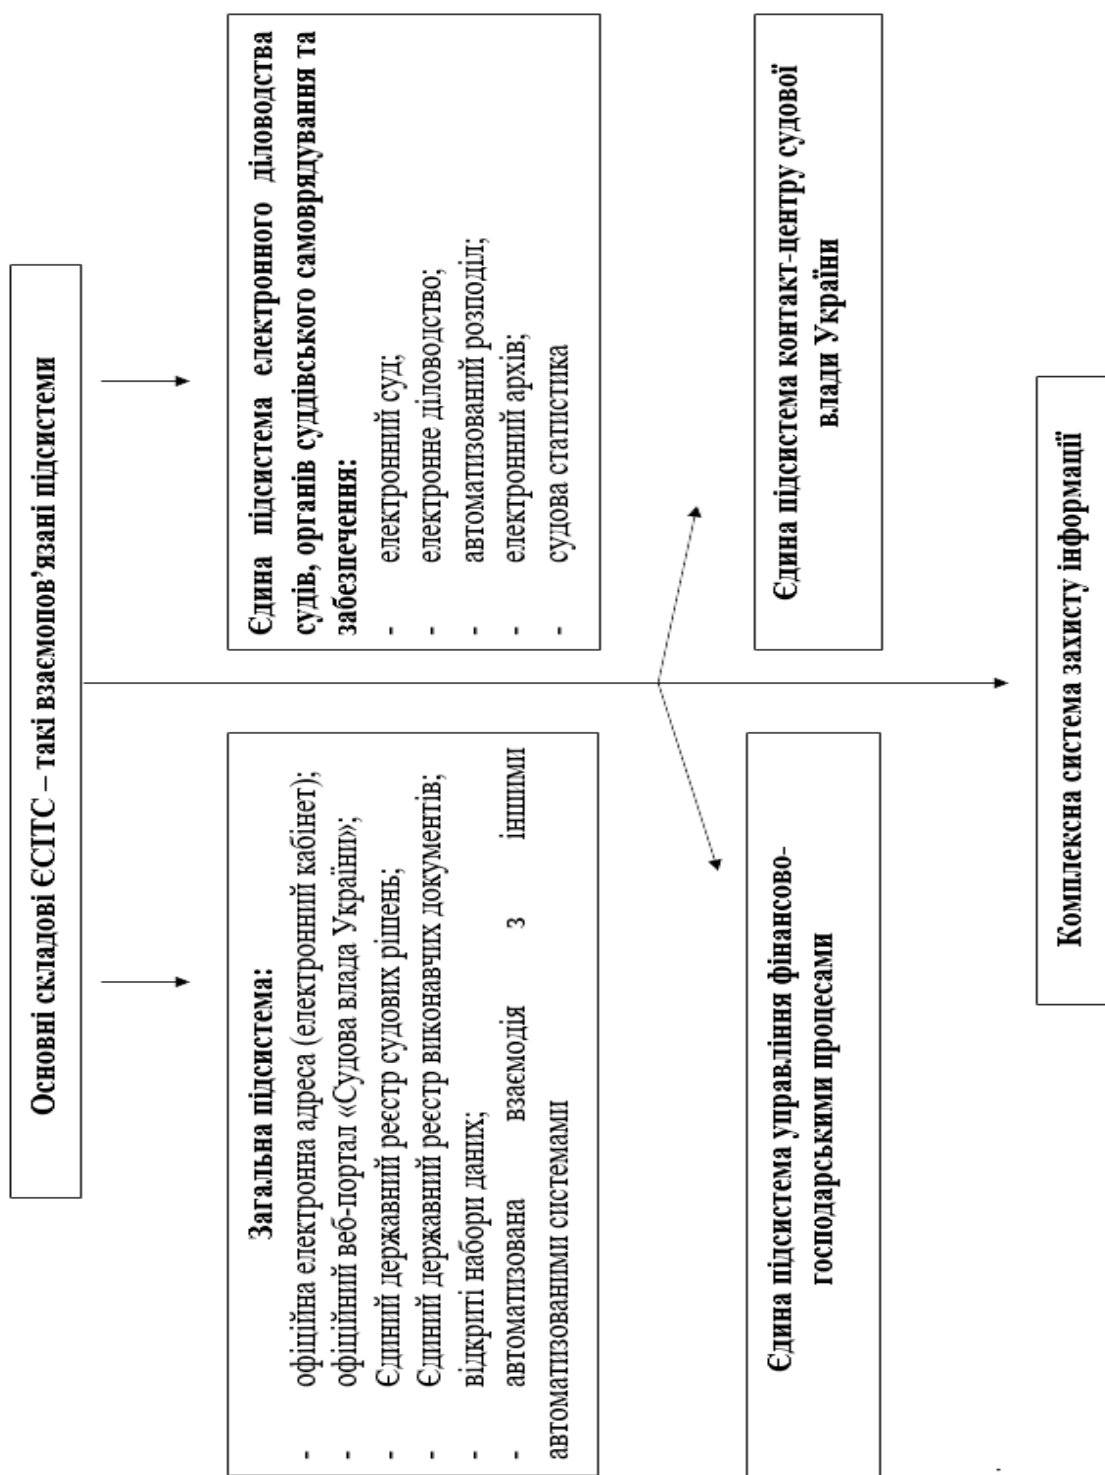 Основні складові ЄСІТС – такі взаємопов’язані підсистеми
Загальна підсистема:
- офіційна електронна адреса (електронний кабінет);
- офіційний веб-портал «Судова влада України»;
- Єдиний державний реєстр судових рішень;
- Єдиний державний реєстр виконавчих документів;
- відкриті набори даних;
- автоматизована взаємодія з іншими
автоматизованими системами
Єдина підсистема електронного діловодства
судів, органів суддівського самоврядування та
забезпечення:
- електронний суд;
- електронне діловодство;
- автоматизований розподіл;
- електронний архів;
- судова статистика
Єдина підсистема управління фінансово-
господарськими процесами
Єдина підсистема контакт-центру судової
влади України
Комплексна система захисту інформації